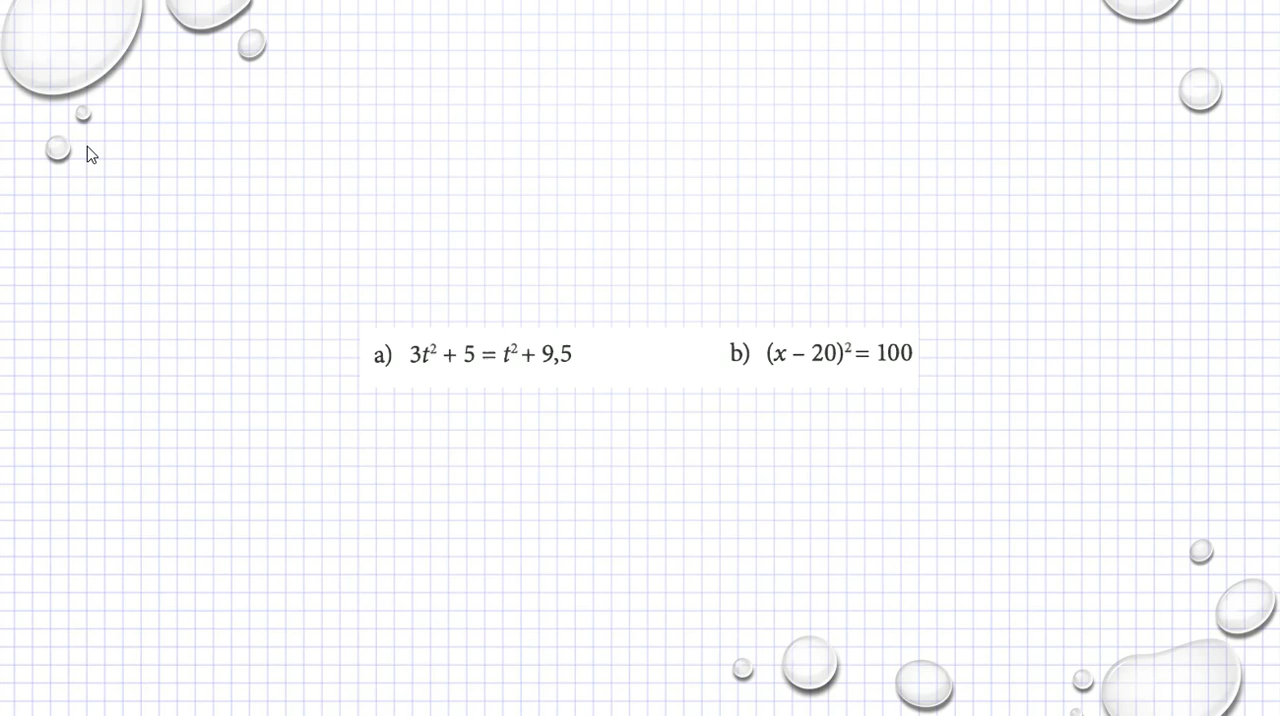 a) 3t² + 5 = t² + 9,5 b) (x – 20)² = 100